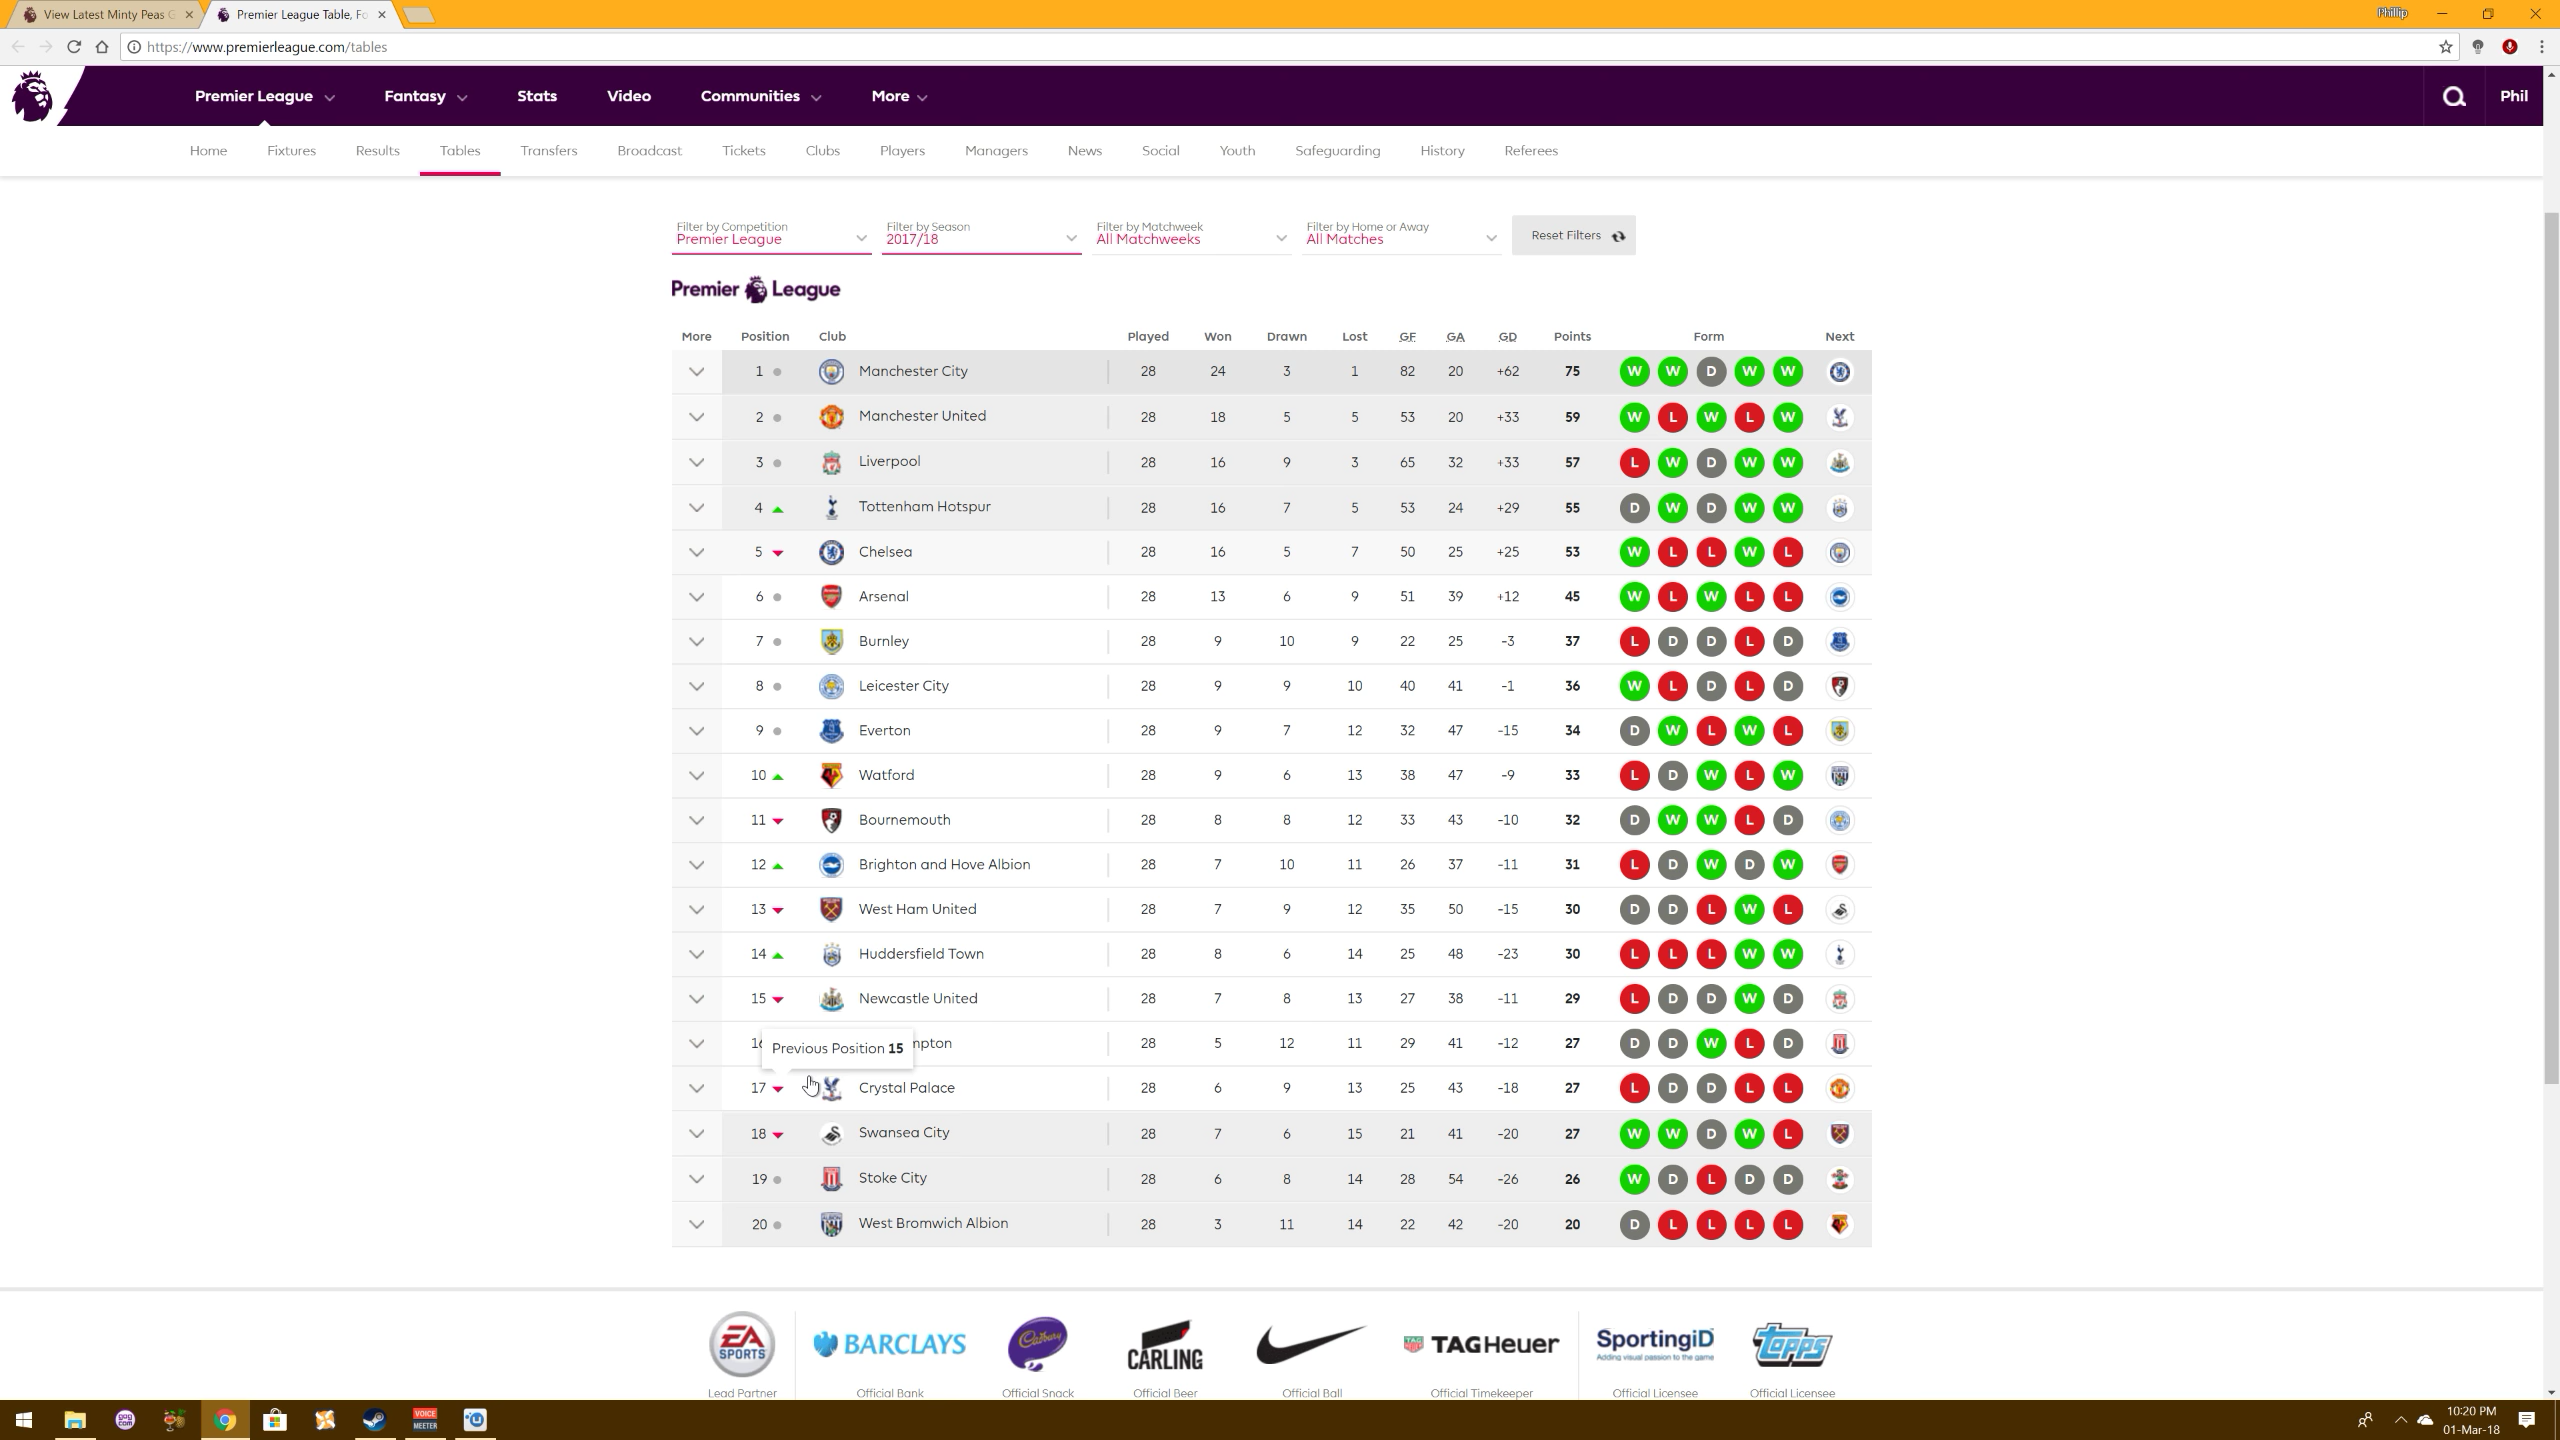 View Latest Minty Peas G
Premier League Table, Fo
Phillip
https://www.premierleague.com/tables
Premier League Fantasy Stats Video Communities More Phil
Home Fixtures Results Tables Transfers Broadcast Tickets Clubs Players Managers News Social Youth Safeguarding History Referees
Filter by Competition Filter by Season Filter by Matchweek Filter by Home or Away
Premier League 2017/18 All Matchweeks All Matches Reset Filters
Premier League
More Position Club Played Won Drawn Lost GF GA GD Points Form Next
1 Manchester City 28 24 3 1 82 20 +62 75 W W D W W
2 Manchester United 28 18 5 5 53 20 +33 59 W L W L W
3 Liverpool 28 16 9 3 65 32 +33 57 L W D W W
4 Tottenham Hotspur 28 16 7 5 53 24 +29 55 D W D W W
5 Chelsea 28 16 5 7 50 25 +25 53 W L L W L
6 Arsenal 28 13 6 9 51 39 +12 45 W L W L L
7 Burnley 28 9 10 9 22 25 -3 37 L D D L D
8 Leicester City 28 9 9 10 40 41 -1 36 W L D L D
9 Everton 28 9 7 12 32 47 -15 34 D W L W L
10 Watford 28 9 6 13 38 47 -9 33 L D W L W
11 Bournemouth 28 8 8 12 33 43 -10 32 D W W L D
12 Brighton and Hove Albion 28 7 10 11 26 37 -11 31 L D W D W
13 West Ham United 28 7 9 12 35 50 -15 30 D D L W L
14 Huddersfield Town 28 8 6 14 25 48 -23 30 L L L W W
15 Newcastle United 28 7 8 13 27 38 -11 29 L D D W D
Previous Position 15 mpton 28 5 12 11 29 41 -12 27 D D W L D
17 Crystal Palace 28 6 9 13 25 43 -18 27 L D D L L
18 Swansea City 28 7 6 15 21 41 -20 27 W W D W L
19 Stoke City 28 6 8 14 28 54 -26 26 W D L D D
20 West Bromwich Albion 28 3 11 14 22 42 -20 20 D L L L L
EA SPORTS BARCLAYS Cadbury CARLING TAGHeuer SportingiD Topps
Adding visual passion to the game
Lead Partner Official Bank Official Snack Official Beer Official Ball Official Timekeeper Official Licensee Official Licensee
gog.com
VOICE MEETER
10:20 PM
01-Mar-18